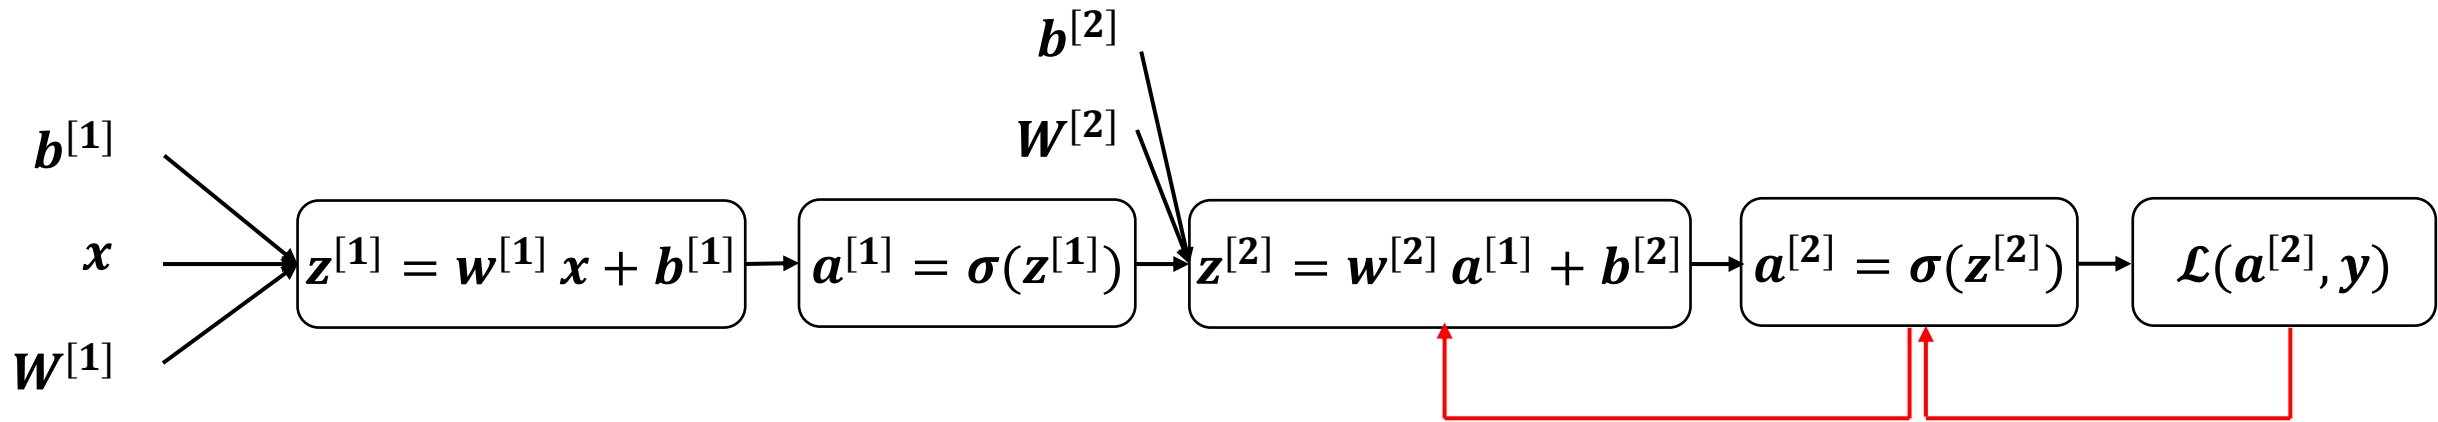 b^[2]
W^[2]
b^[1]
x
W^[1]
z^[1] = w^[1] x + b^[1]
a^[1] = σ(z^[1])
z^[2] = w^[2] a^[1] + b^[2]
a^[2] = σ(z^[2])
ℒ(a^[2], y)